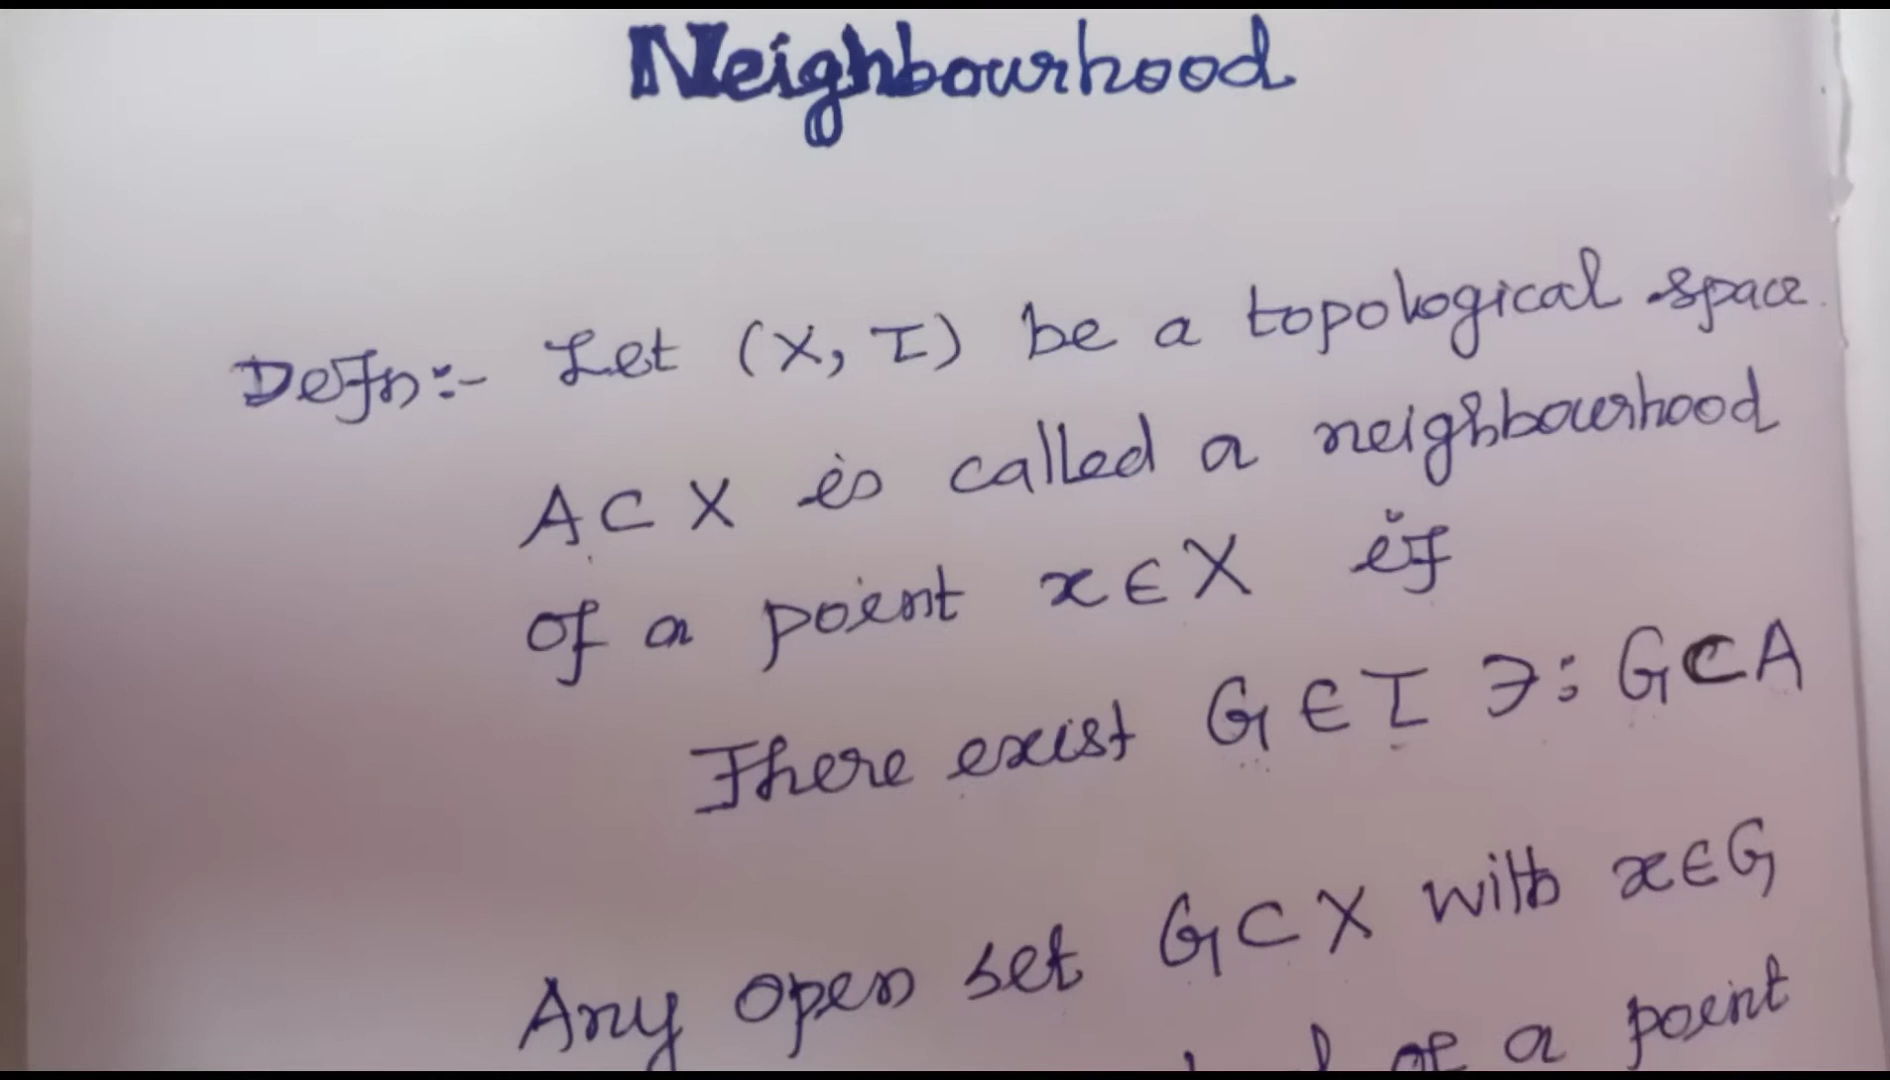 Neighbourhood
Defn:- Let (X, τ) be a topological space
A ⊂ X is called a neighbourhood
of a point x ∈ X if
There exist G ∈ τ ∋: G ⊂ A
Any open set G ⊂ X with x ∈ G
of a point